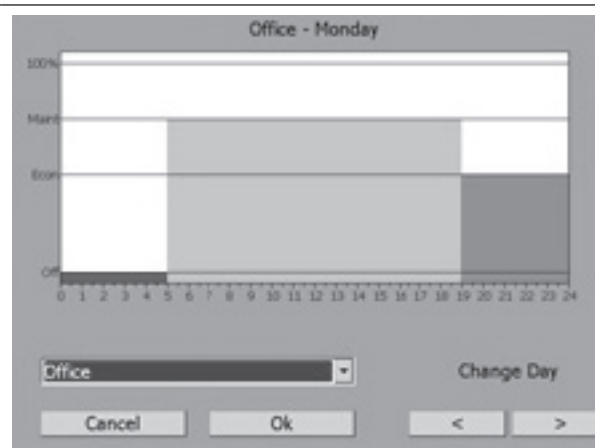 Office - Monday
100%
Maint
Econ
Off
0 1 2 3 4 5 6 7 8 9 10 11 12 13 14 15 16 17 18 19 20 21 22 23 24
Office
Change Day
Cancel
Ok
<
>